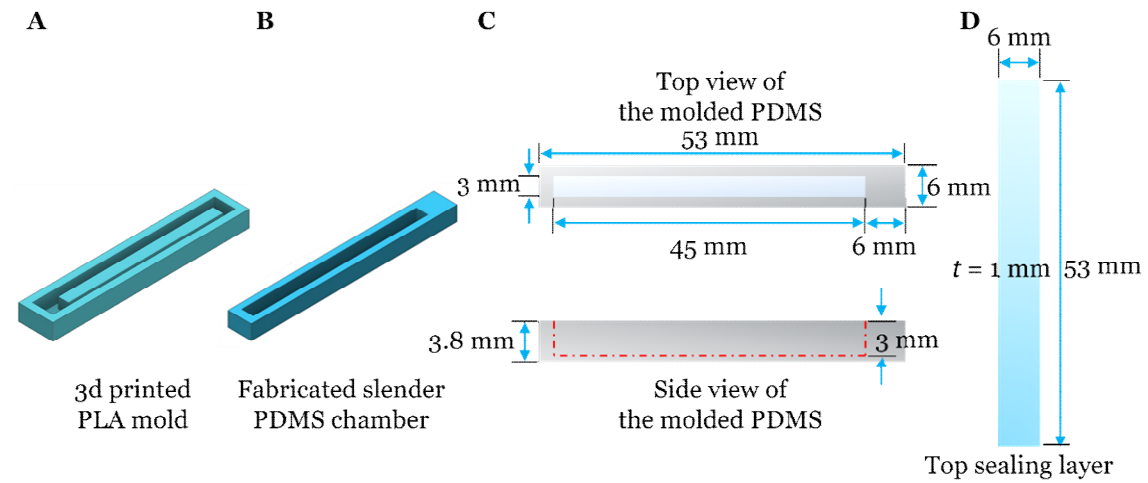 A
B
C
D
3d printed
PLA mold
Fabricated slender
PDMS chamber
Top view of
the molded PDMS
53 mm
3 mm
6 mm
45 mm
6 mm
3.8 mm
3 mm
Side view of
the molded PDMS
6 mm
t = 1 mm
53 mm
Top sealing layer